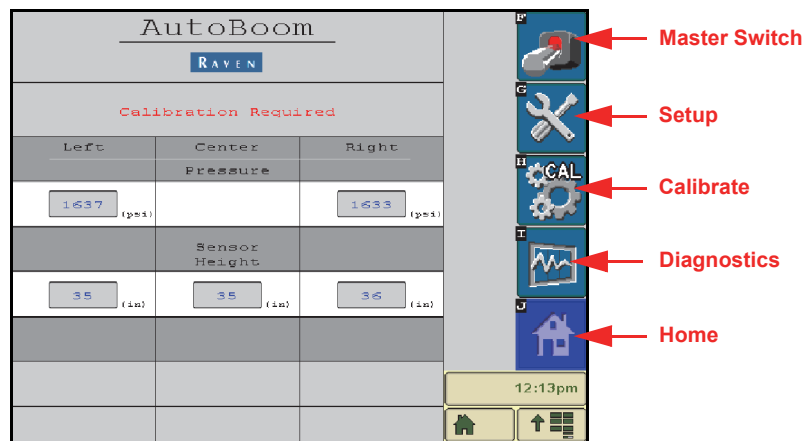 AutoBoom
RAVEN
Calibration Required
Left Center Right
Pressure
1637 (psi) 1633 (psi)
Sensor
Height
35 (in) 35 (in) 36 (in)
F
Master Switch
G
Setup
H
CAL
Calibrate
I
Diagnostics
J
Home
12:13pm